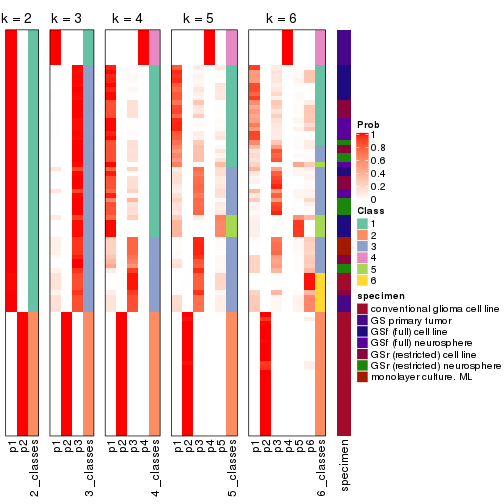 k = 2 k = 3 k = 4 k = 5 k = 6
Prob
1
0.8
0.6
0.4
0.2
0
Class
1
2
3
4
5
6
specimen
conventional glioma cell line
GS primary tumor
GSf (full) cell line
GSf (full) neurosphere
GSr (restricted) cell line
GSr (restricted) neurosphere
monolayer culture. ML
p1 p2 2_classes
p1 p2 p3 3_classes
p1 p2 p3 p4 4_classes
p1 p2 p3 p4 p5 5_classes
p1 p2 p3 p4 p5 p6 6_classes
specimen